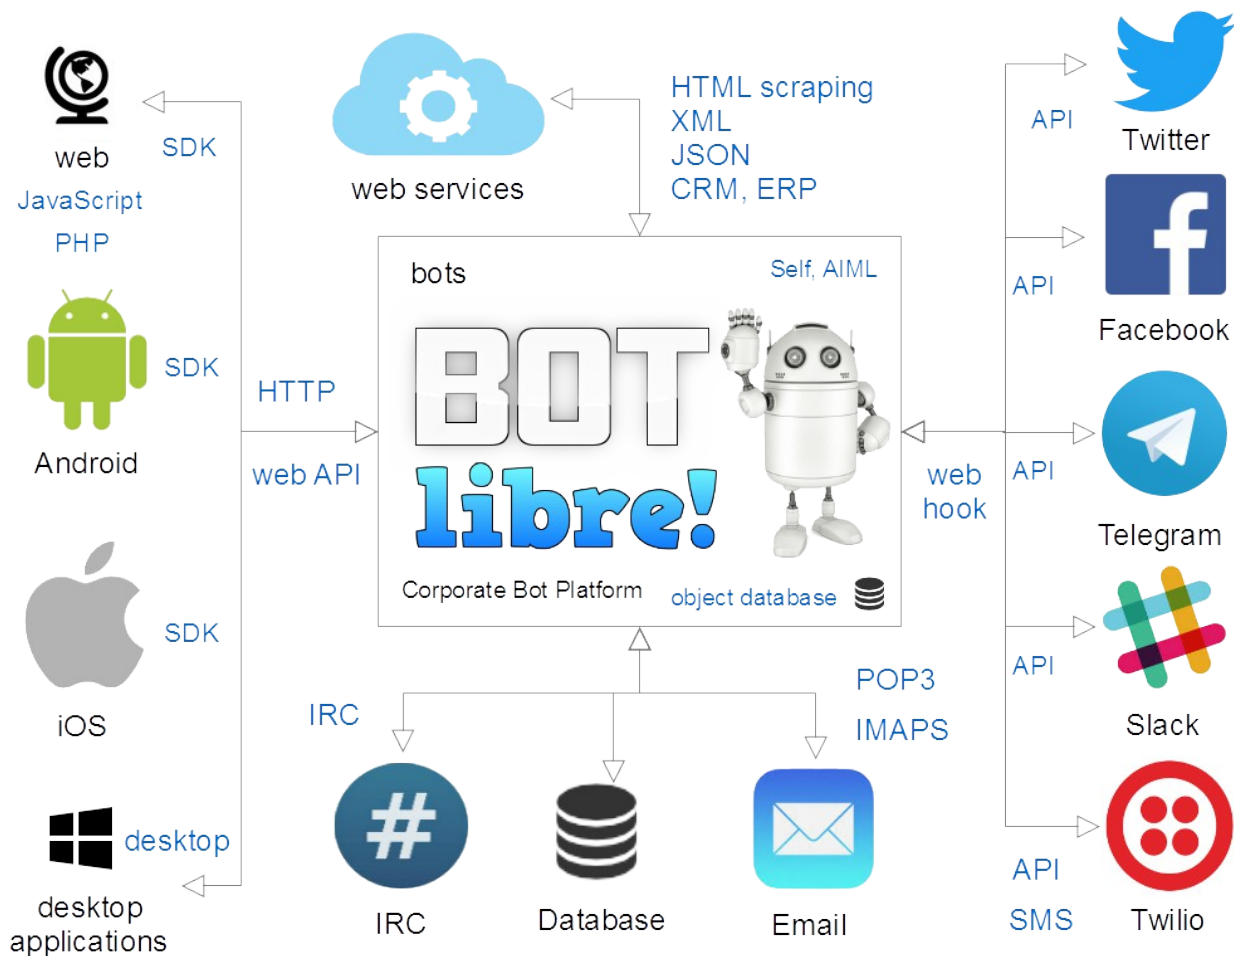 web
SDK
JavaScript
PHP
Android
SDK
iOS
SDK
desktop
desktop
applications
HTTP
web API
web services
HTML scraping
XML
JSON
CRM, ERP
bots
Self, AIML
BOT
libre!
Corporate Bot Platform
object database
IRC
IRC
Database
POP3
IMAPS
Email
web
hook
API
Twitter
API
Facebook
API
Telegram
API
Slack
API
SMS
Twilio